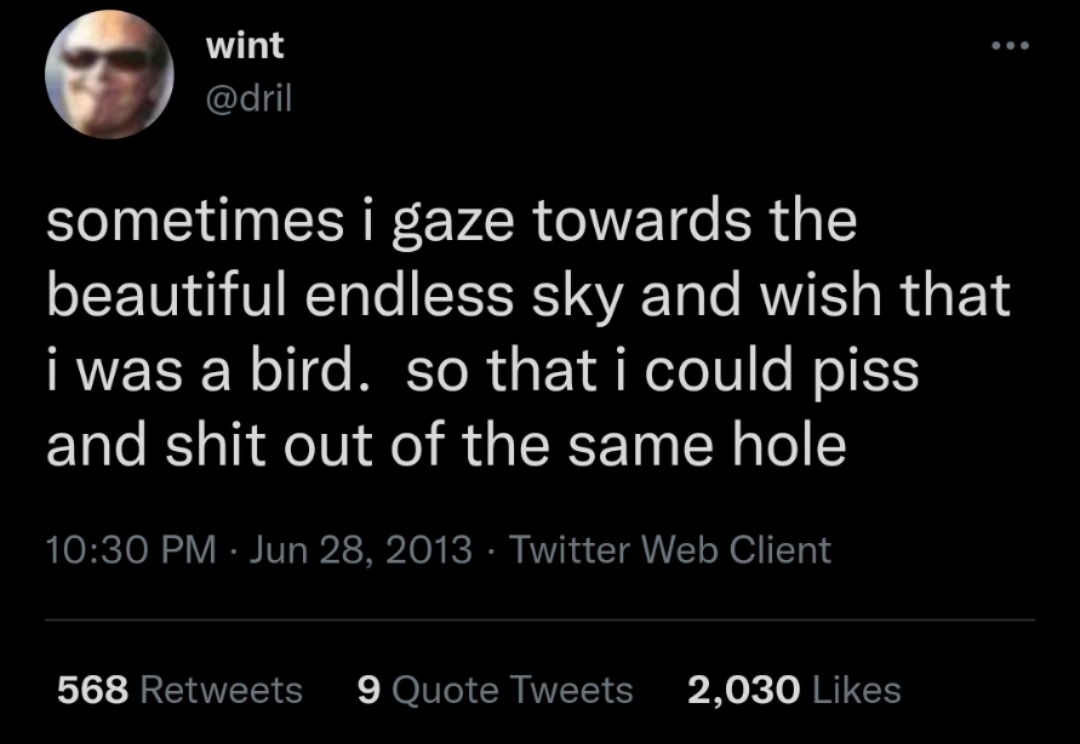 wint
@dril
sometimes i gaze towards the
beautiful endless sky and wish that
i was a bird.  so that i could piss
and shit out of the same hole
10:30 PM · Jun 28, 2013 · Twitter Web Client
568 Retweets 9 Quote Tweets 2,030 Likes